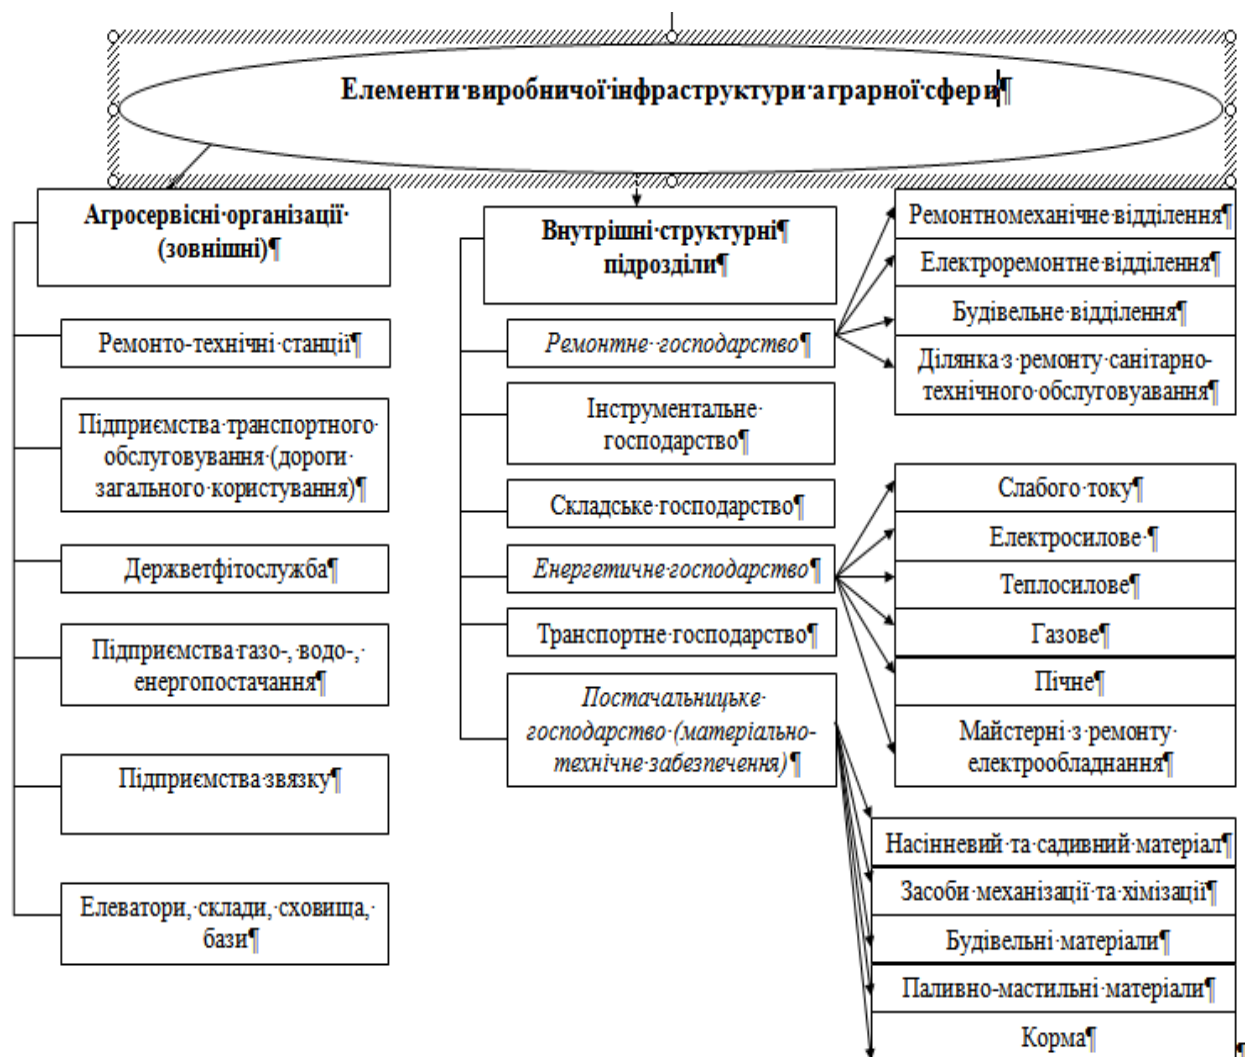 Елементи виробничої інфраструктури аграрної сфери¶
Агросервісні організації
(зовнішні)¶
Ремонто-технічні станції¶
Підприємства транспортного
обслуговування (дороги
загального користування)¶
Держветфітослужба¶
Підприємства газо-, водо-,
енергопостачання¶
Підприємства звязку¶
Елеватори, склади, сховища,
бази¶
Внутрішні структурні¶
підрозділи¶
Ремонтне господарство¶
Інструментальне
господарство¶
Складське господарство¶
Енергетичне господарство¶
Транспортне господарство¶
Постачальницьке
господарство (матеріально-
технічне забезпечення)¶
Ремонтномеханічне відділення¶
Електроремонтне відділення¶
Будівельне відділення¶
Ділянка з ремонту санітарно-
технічного обслуговуавання¶
Слабого току¶
Електросилове ¶
Теплосилове¶
Газове¶
Пічне¶
Майстерні з ремонту
електрообладнання¶
Насінневий та садивний матеріал¶
Засоби механізації та хімізації¶
Будівельні матеріали¶
Паливно-мастильні матеріали¶
Корма¶
¶